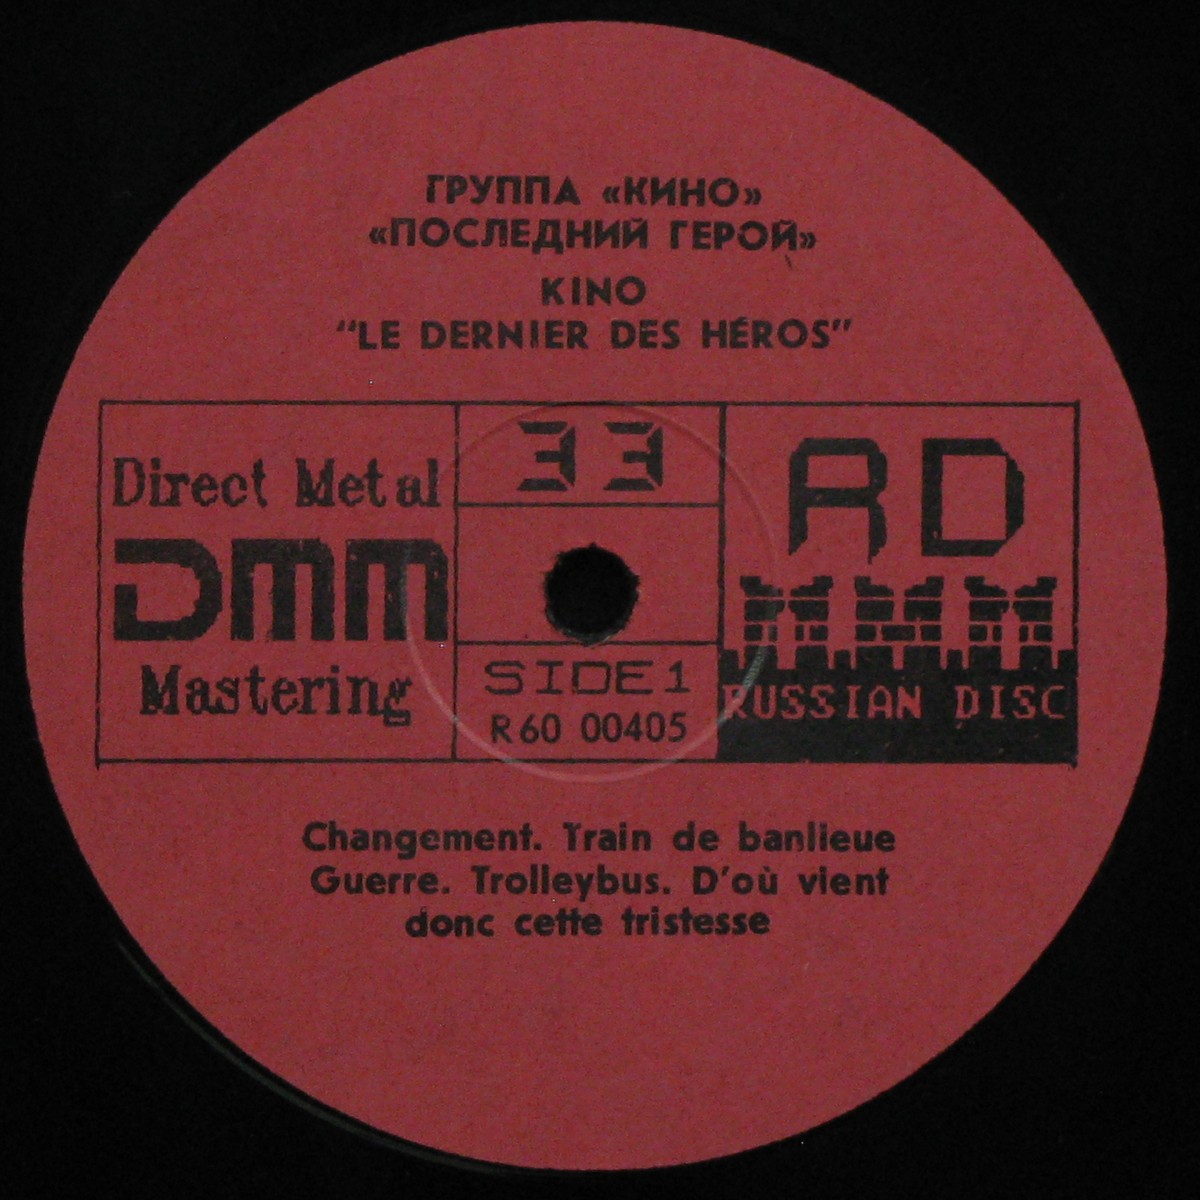 ГРУППА «КИНО»
«ПОСЛЕДНИЙ ГЕРОЙ»
KINO
“LE DERNIER DES HÉROS”
Direct Metal
DMM
Mastering
33
SIDE 1
R 60 00405
RD
RUSSIAN DISC
Changement. Train de banlieue
Guerre. Trolleybus. D'où vient
donc cette tristesse